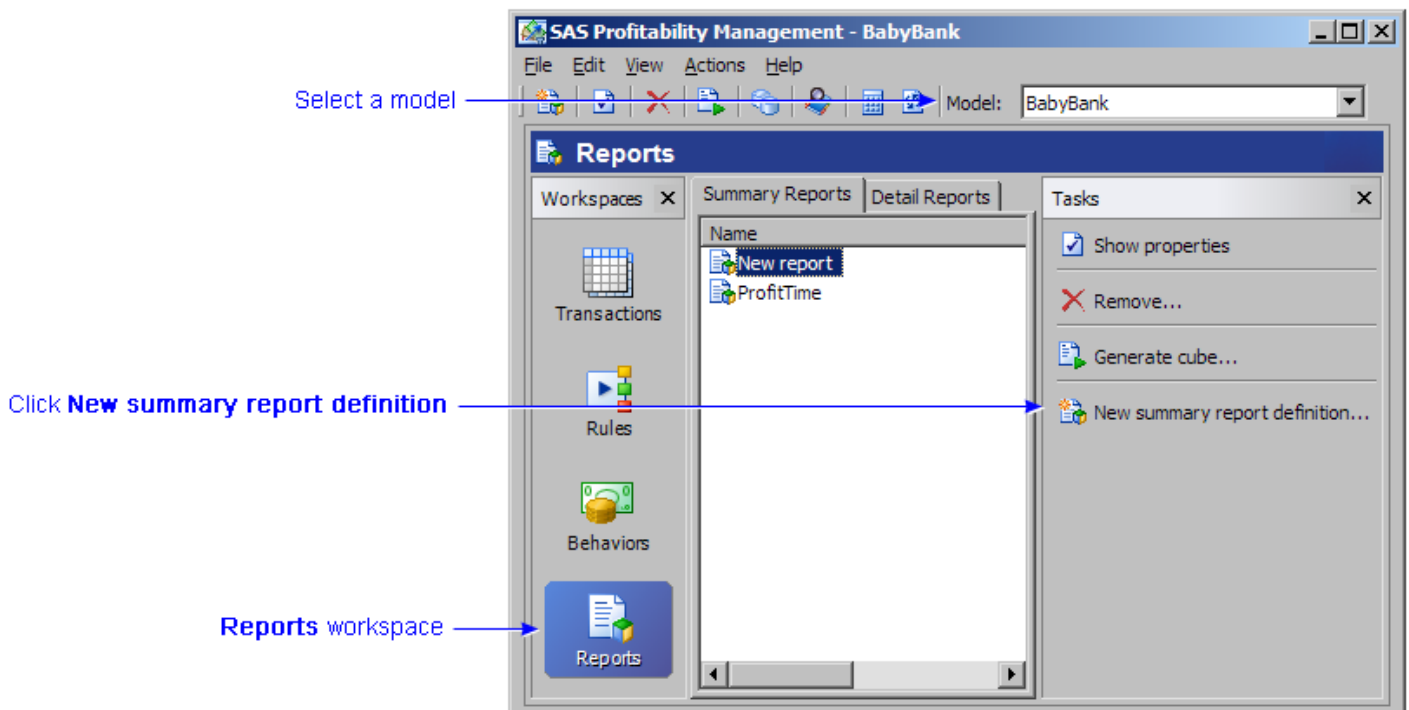 SAS Profitability Management - BabyBank
File Edit View Actions Help
Select a model
Model: BabyBank
Reports
Workspaces
Summary Reports Detail Reports
Tasks
Name
Show properties
New report
ProfitTime
Remove...
Transactions
Generate cube...
Click New summary report definition
New summary report definition...
Rules
Behaviors
Reports workspace
Reports